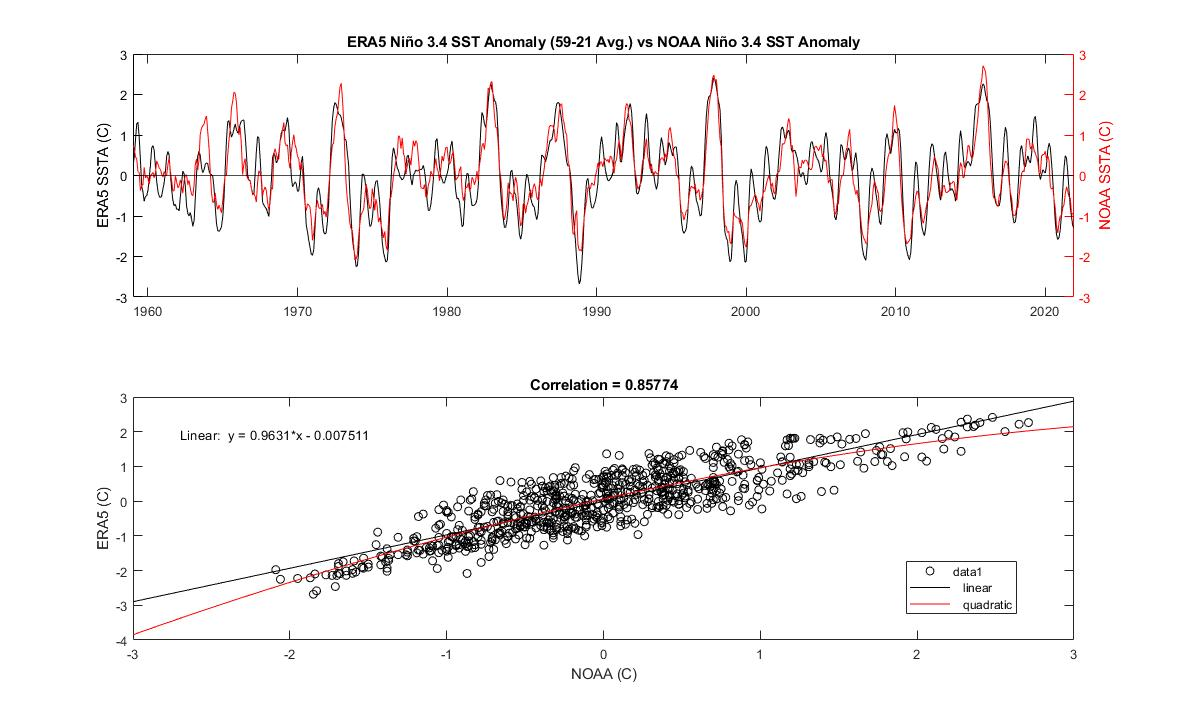 ERA5 Niño 3.4 SST Anomaly (59-21 Avg.) vs NOAA Niño 3.4 SST Anomaly
3
2
1
0
-1
-2
-3
ERA5 SSTA (C)
3
2
1
0
-1
-2
-3
NOAA SSTA (C)
1960 1970 1980 1990 2000 2010 2020
Correlation = 0.85774
3
2
1
0
-1
-2
-3
-4
ERA5 (C)
Linear: y = 0.9631*x - 0.007511
data1
linear
quadratic
-3 -2 -1 0 1 2 3
NOAA (C)